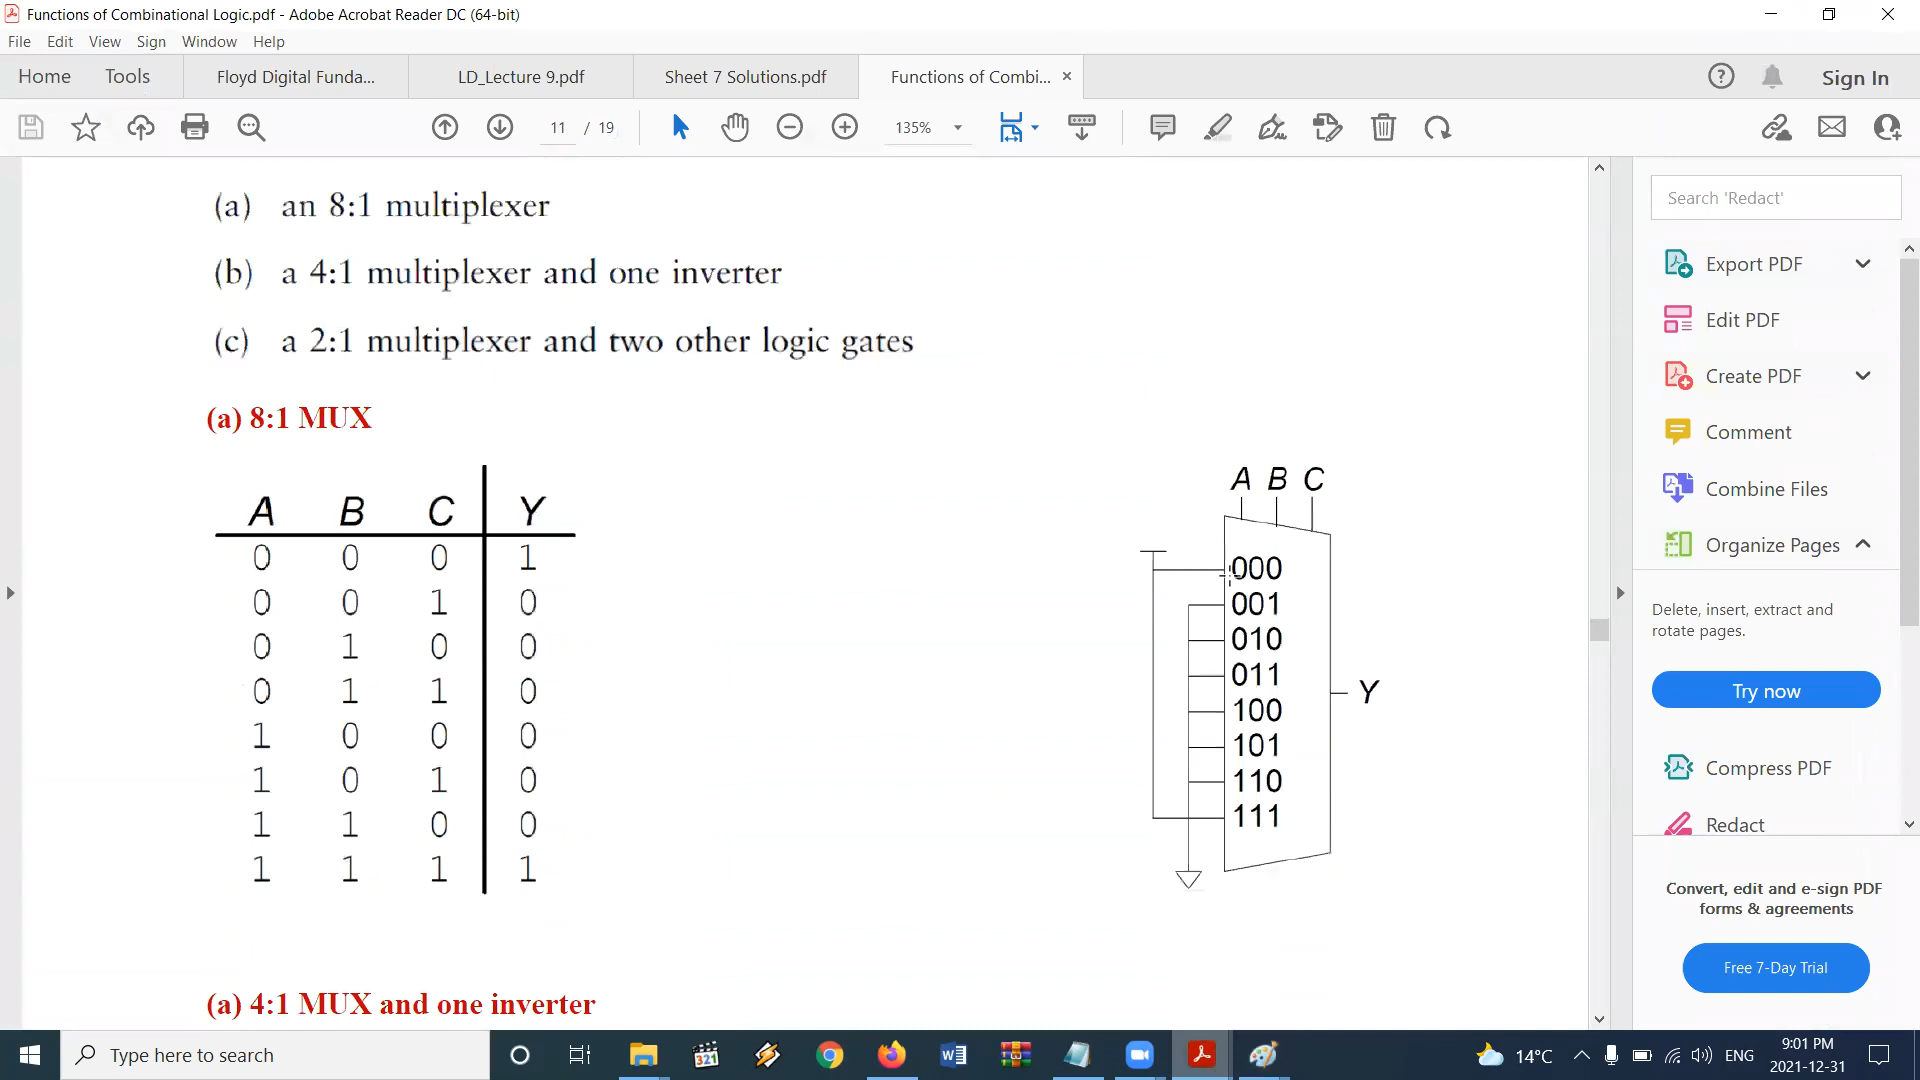 Functions of Combinational Logic.pdf - Adobe Acrobat Reader DC (64-bit)
File Edit View Sign Window Help
Home Tools Floyd Digital Funda... LD_Lecture 9.pdf Sheet 7 Solutions.pdf Functions of Combi... × Sign In
11 / 19 135%
(a) an 8:1 multiplexer
(b) a 4:1 multiplexer and one inverter
(c) a 2:1 multiplexer and two other logic gates
(a) 8:1 MUX
A B C Y
0 0 0 1
0 0 1 0
0 1 0 0
0 1 1 0
1 0 0 0
1 0 1 0
1 1 0 0
1 1 1 1
A B C
000
001
010
011
100
101
110
111
Y
(a) 4:1 MUX and one inverter
Search 'Redact'
Export PDF
Edit PDF
Create PDF
Comment
Combine Files
Organize Pages
Delete, insert, extract and
rotate pages.
Try now
Compress PDF
Redact
Convert, edit and e-sign PDF
forms & agreements
Free 7-Day Trial
Type here to search
321
14°C ENG
9:01 PM
2021-12-31